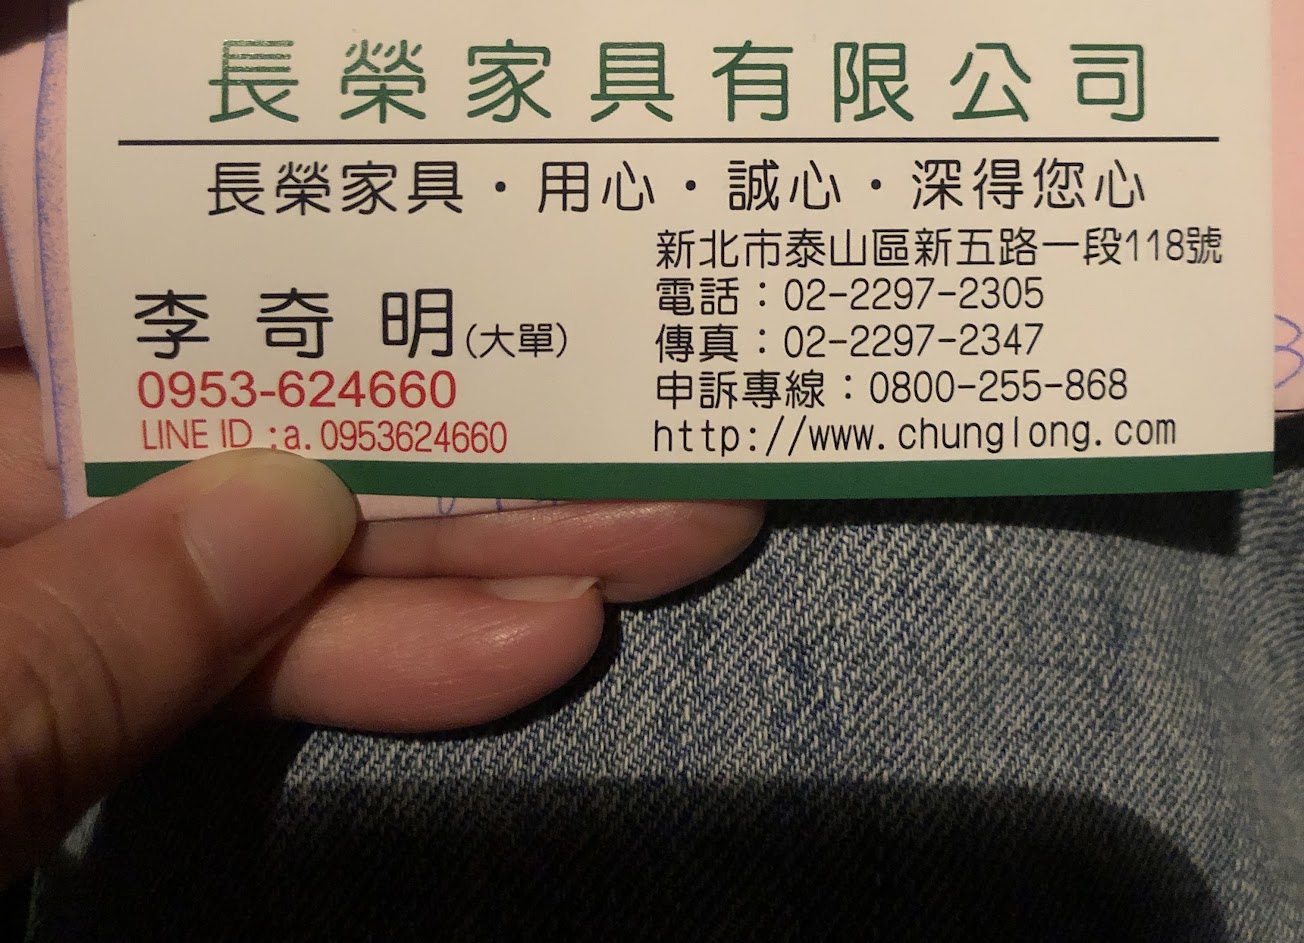 長榮家具有限公司
長榮家具・用心・誠心・深得您心
新北市泰山區新五路一段118號
電話：02-2297-2305
傳真：02-2297-2347
申訴專線：0800-255-868
http://www.chunglong.com
李奇明(大單)
0953-624660
LINE ID :a.0953624660